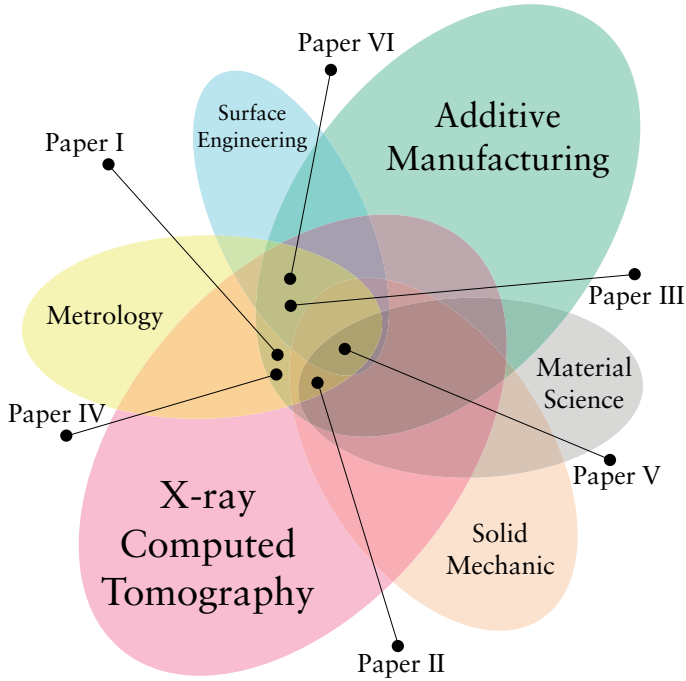 Paper VI
Surface
Engineering
Additive
Manufacturing
Paper I
Metrology
Paper III
Material
Science
Paper IV
Paper V
X-ray
Computed
Tomography
Solid
Mechanic
Paper II